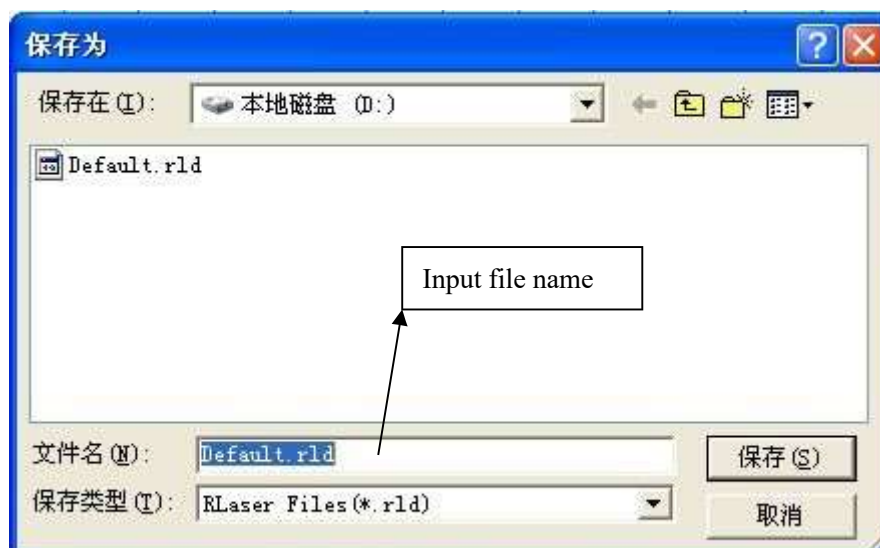 保存为
保存在(I): 本地磁盘 (D:)
Default.rld
Input file name
文件名(N): Default.rld 保存(S)
保存类型(T): RLaser Files(*.rld) 取消